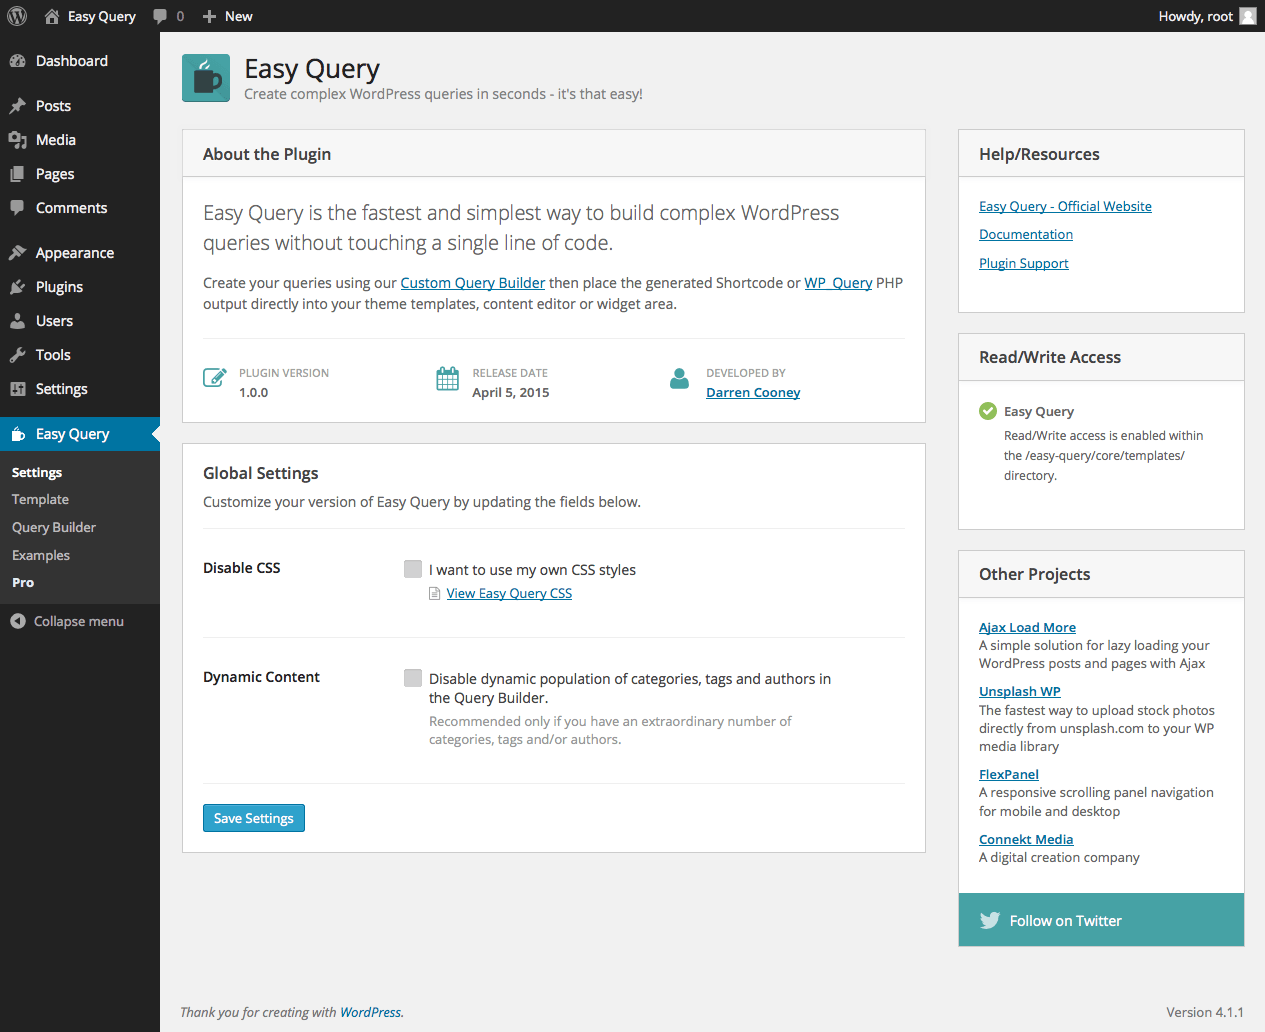 Easy Query
0
New
Howdy, root
Dashboard
Posts
Media
Pages
Comments
Appearance
Plugins
Users
Tools
Settings
Easy Query
Settings
Template
Query Builder
Examples
Pro
Collapse menu
Easy Query
Create complex WordPress queries in seconds - it's that easy!
About the Plugin
Easy Query is the fastest and simplest way to build complex WordPress
queries without touching a single line of code.
Create your queries using our Custom Query Builder then place the generated Shortcode or WP_Query PHP
output directly into your theme templates, content editor or widget area.
PLUGIN VERSION
1.0.0
RELEASE DATE
April 5, 2015
DEVELOPED BY
Darren Cooney
Global Settings
Customize your version of Easy Query by updating the fields below.
Disable CSS
I want to use my own CSS styles
View Easy Query CSS
Dynamic Content
Disable dynamic population of categories, tags and authors in
the Query Builder.
Recommended only if you have an extraordinary number of
categories, tags and/or authors.
Save Settings
Help/Resources
Easy Query - Official Website
Documentation
Plugin Support
Read/Write Access
Easy Query
Read/Write access is enabled within
the /easy-query/core/templates/
directory.
Other Projects
Ajax Load More
A simple solution for lazy loading your
WordPress posts and pages with Ajax
Unsplash WP
The fastest way to upload stock photos
directly from unsplash.com to your WP
media library
FlexPanel
A responsive scrolling panel navigation
for mobile and desktop
Connekt Media
A digital creation company
Follow on Twitter
Thank you for creating with WordPress.
Version 4.1.1